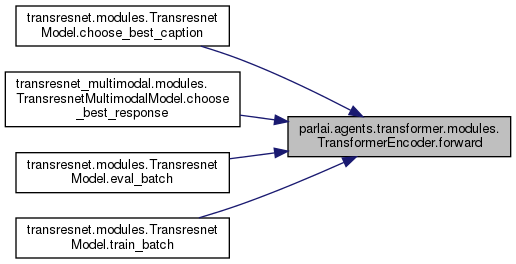 transresnet.modules.Transresnet
Model.choose_best_caption
transresnet_multimodal.modules.
TransresnetMultimodalModel.choose
_best_response
transresnet.modules.Transresnet
Model.eval_batch
transresnet.modules.Transresnet
Model.train_batch
parlai.agents.transformer.modules.
TransformerEncoder.forward